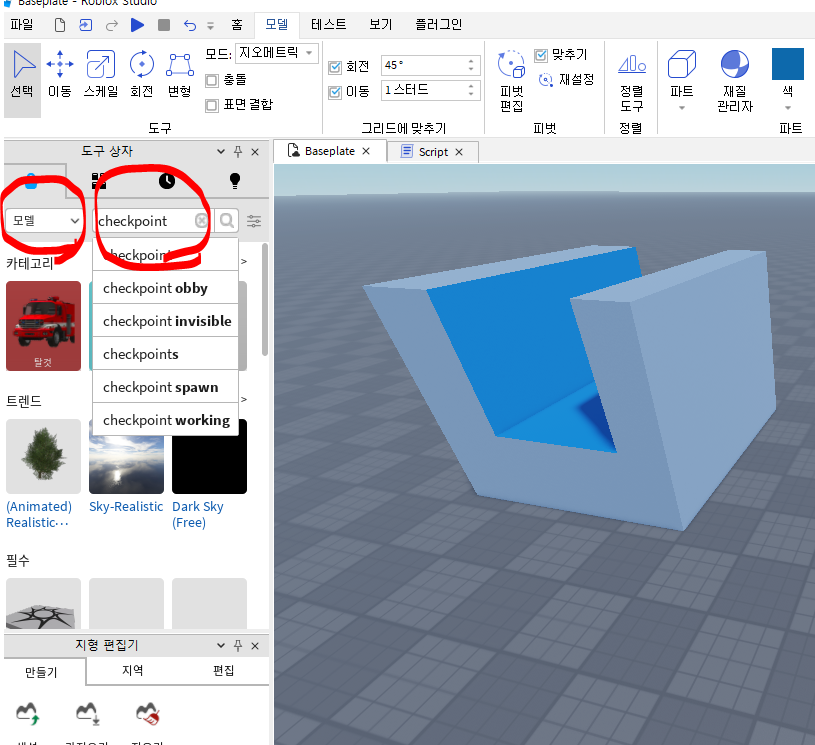 Baseplate - Roblox Studio
파일 홈 모델 테스트 보기 플러그인
선택 이동 스케일 회전 변형
모드: 지오메트릭
충돌
표면 결합
도구
회전 45°
이동 1 스터드
그리드에 맞추기
피벗 편집
맞추기
재설정
피벗
정렬 도구
정렬
파트
재질 관리자
색
파트
도구 상자
Baseplate
Script
모델
checkpoint
카테고리
>
checkpoint
checkpoint obby
checkpoint invisible
checkpoints
checkpoint spawn
checkpoint working
탈것
트렌드
>
(Animated) Realistic···
Sky-Realistic
Dark Sky (Free)
필수
지형 편집기
만들기 지역 편집